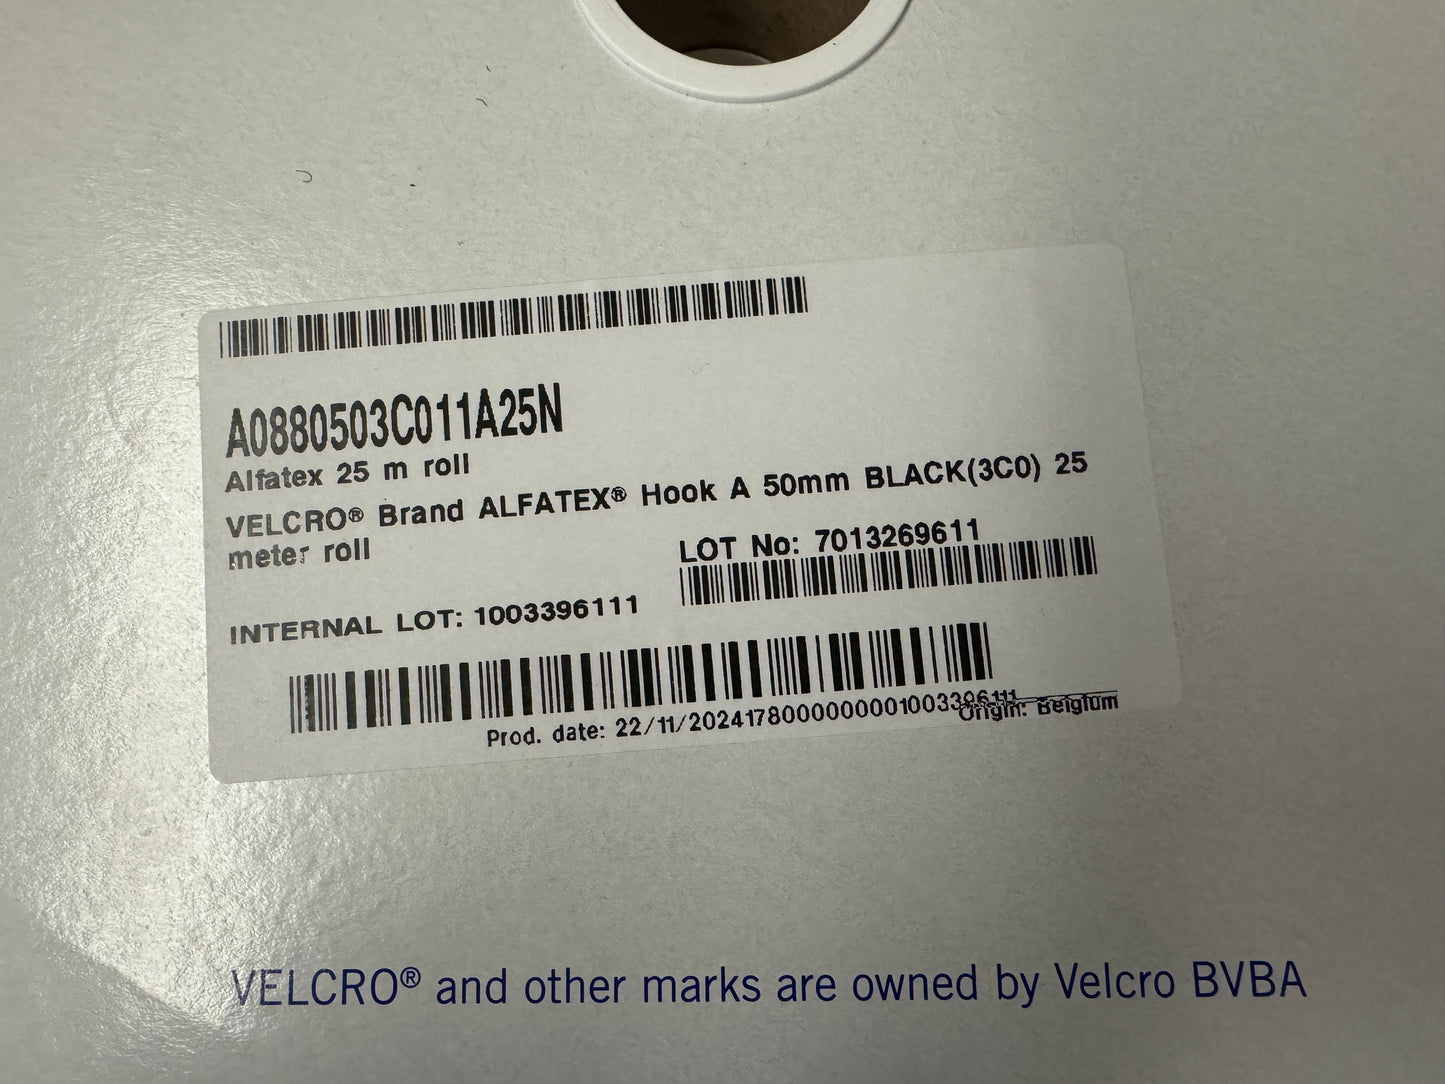 A0880503C011A25N
Alfatex 25 m roll
VELCRO® Brand ALFATEX® Hook A 50mm BLACK(3C0) 25
meter roll
LOT No: 7013269611
INTERNAL LOT: 1003396111
Prod. date: 22/11/2024178000000001003396111
Origin: Belgium
VELCRO® and other marks are owned by Velcro BVBA